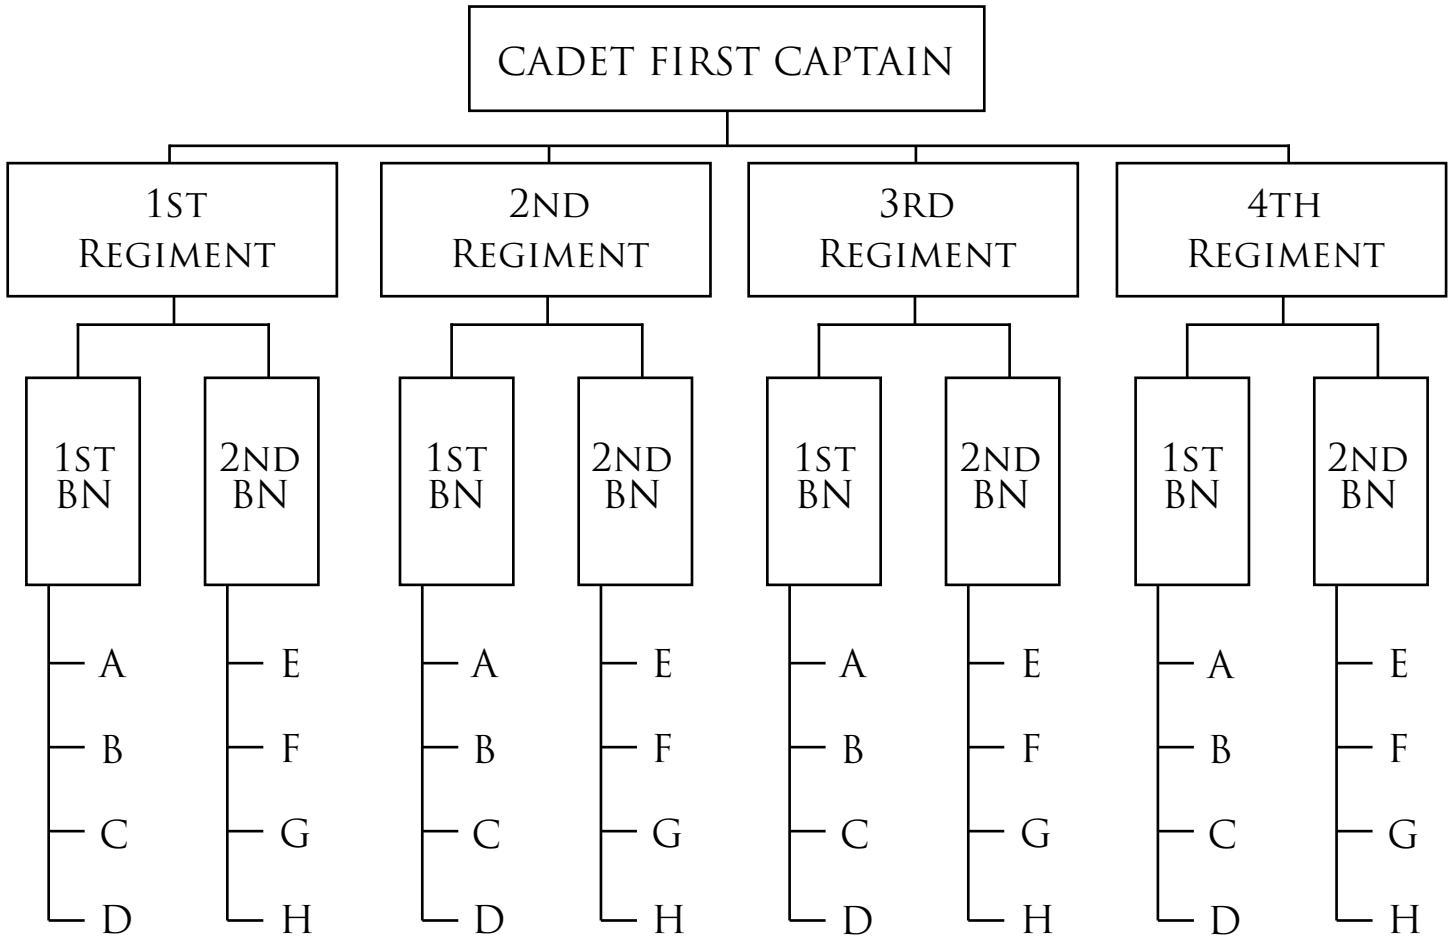 CADET FIRST CAPTAIN
1ST
REGIMENT
2ND
REGIMENT
3RD
REGIMENT
4TH
REGIMENT
1ST
BN
2ND
BN
1ST
BN
2ND
BN
1ST
BN
2ND
BN
1ST
BN
2ND
BN
A
E
A
E
A
E
A
E
B
F
B
F
B
F
B
F
C
G
C
G
C
G
C
G
D
H
D
H
D
H
D
H